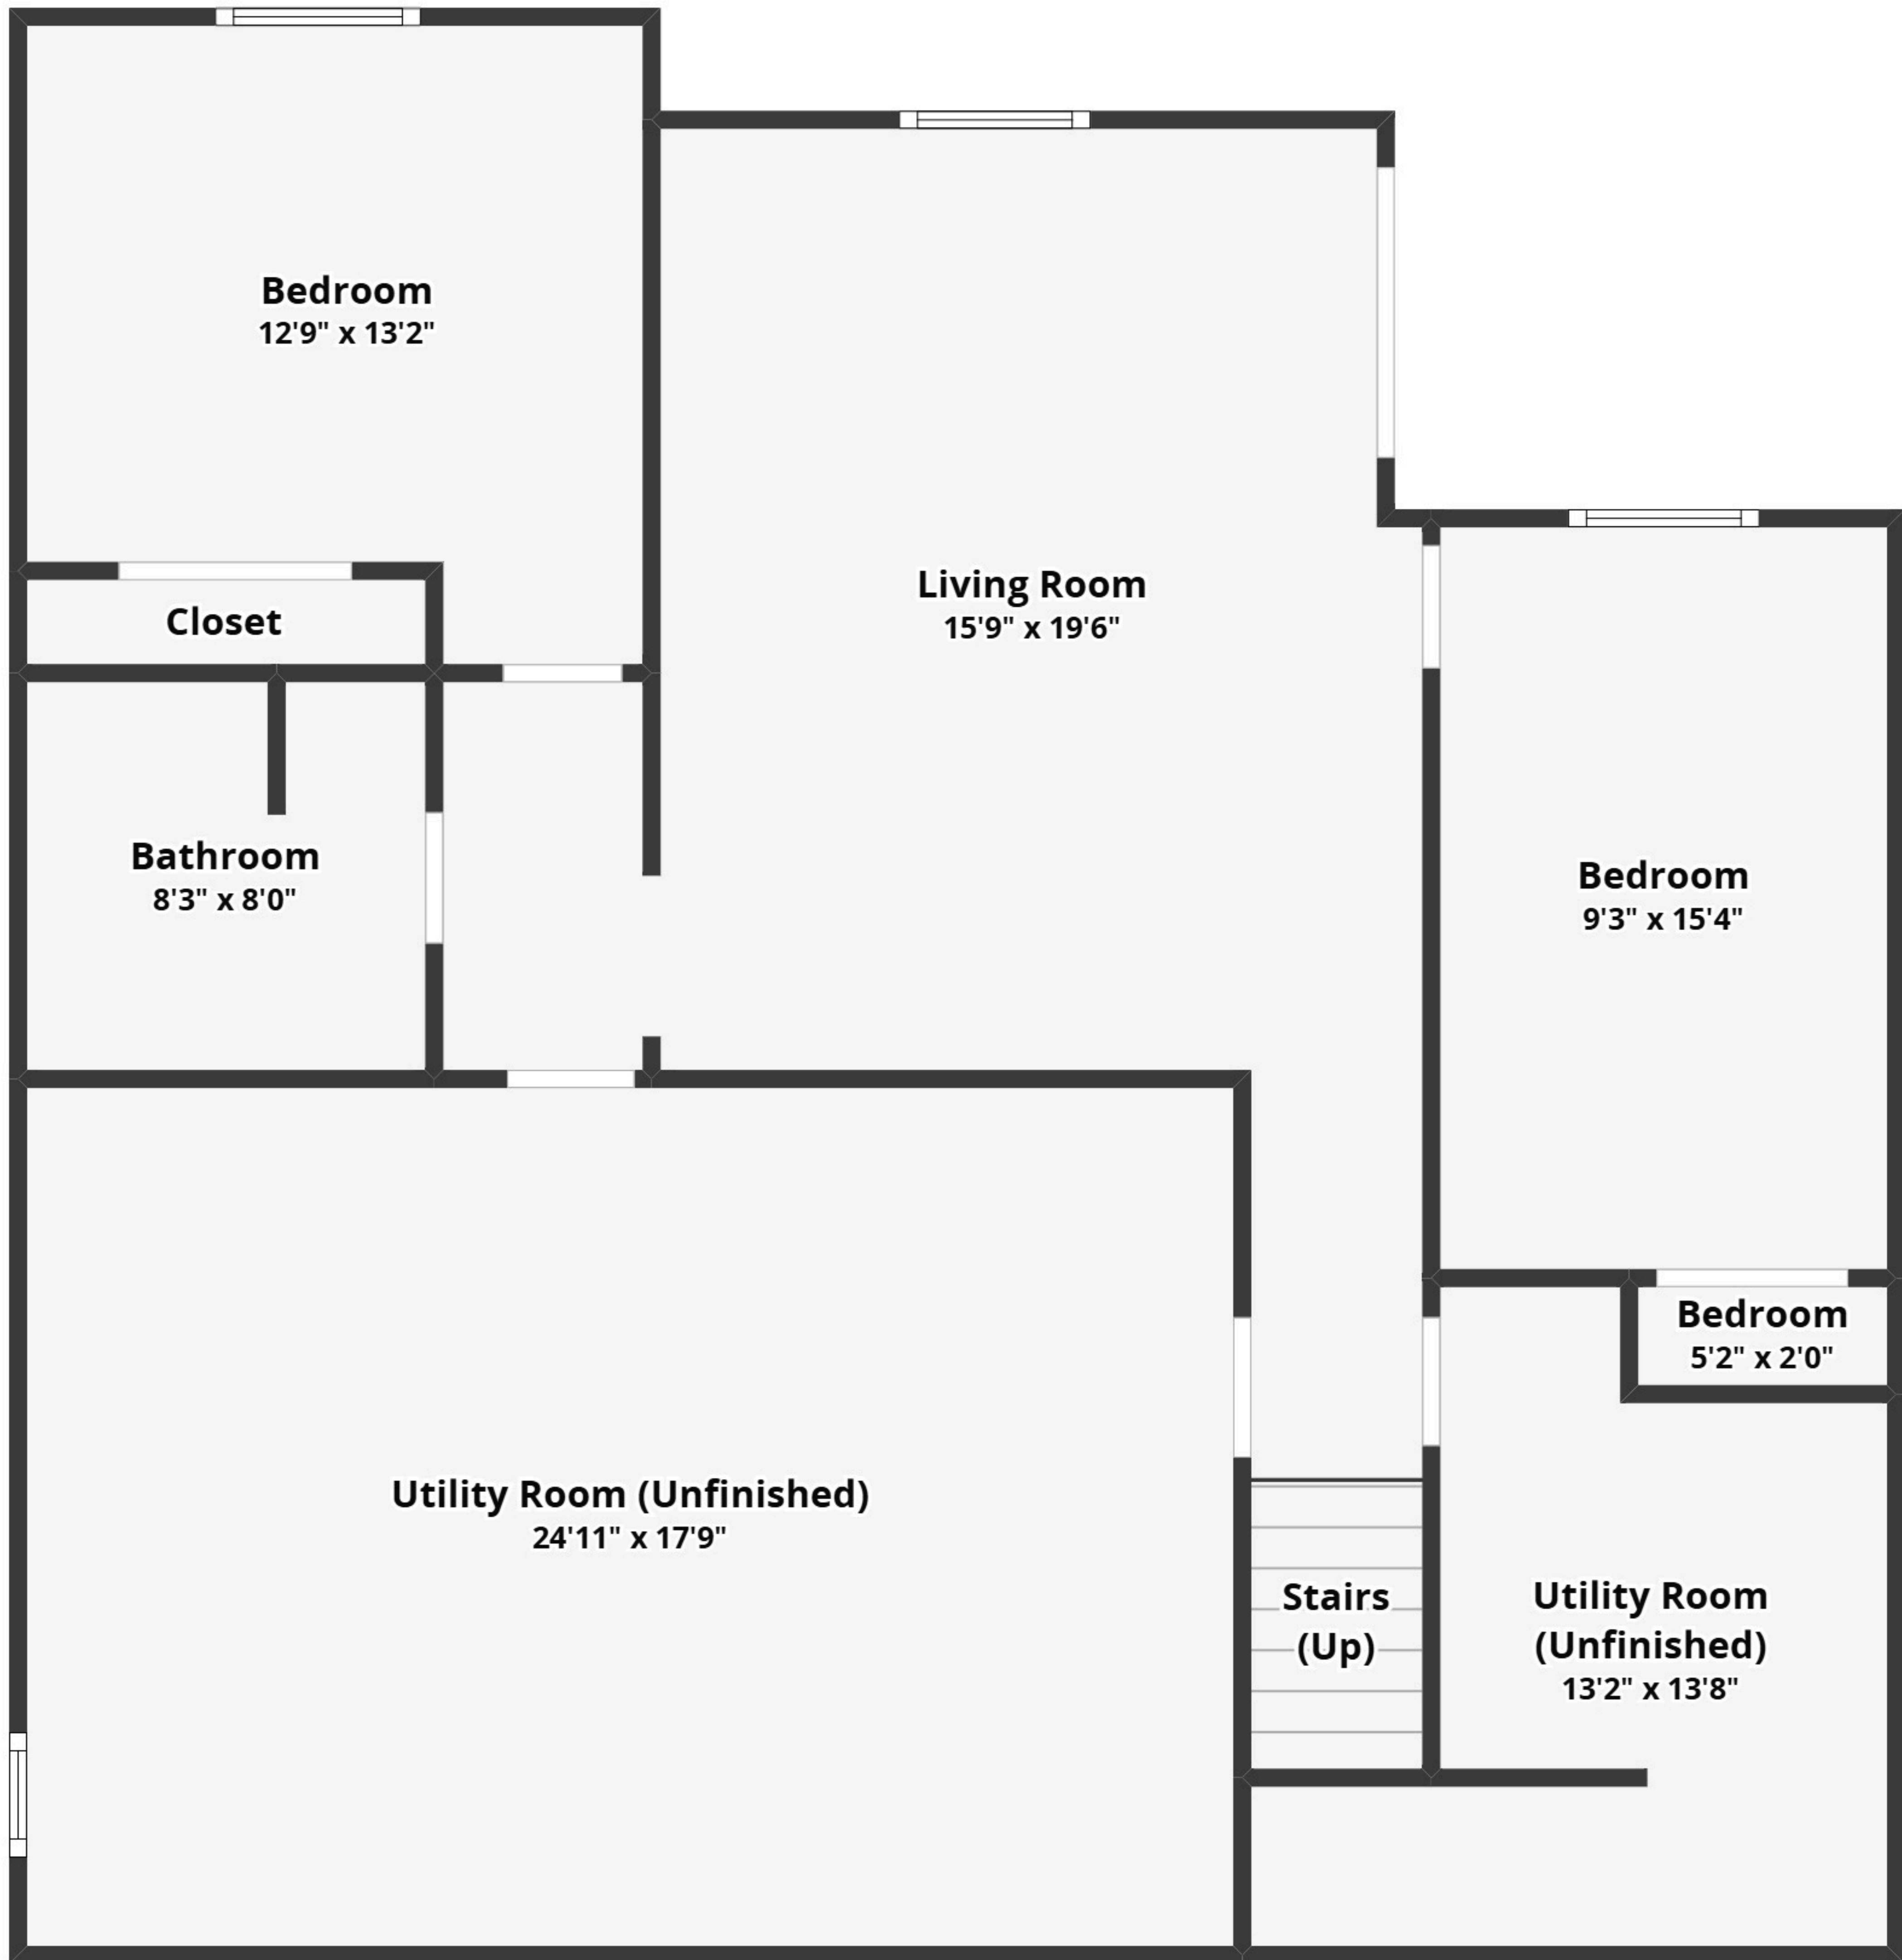 Bedroom
12'9" x 13'2"
Living Room
15'9" x 19'6"
Closet
Bathroom
8'3" x 8'0"
Bedroom
9'3" x 15'4"
Bedroom
5'2" x 2'0"
Utility Room (Unfinished)
24'11" x 17'9"
Stairs
(Up)
Utility Room
(Unfinished)
13'2" x 13'8"